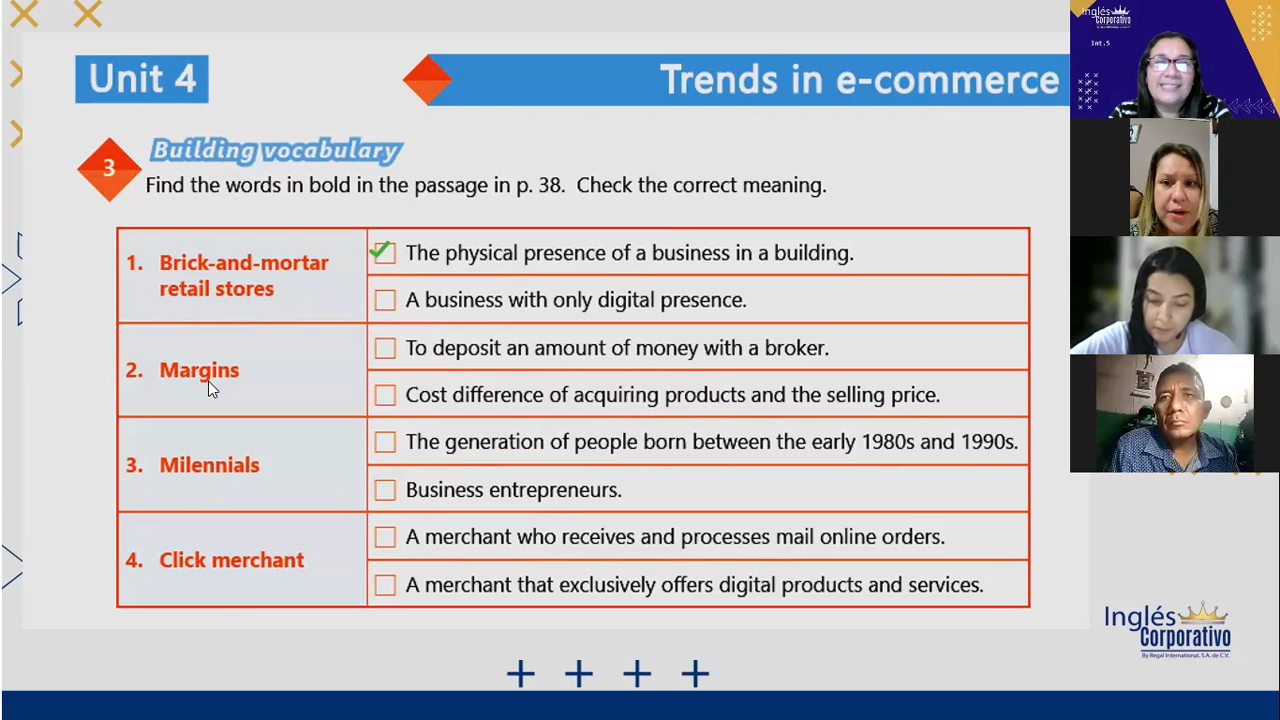 Unit 4
Trends in e-commerce
Building vocabulary
3
Find the words in bold in the passage in p. 38. Check the correct meaning.
1. Brick-and-mortar
retail stores
The physical presence of a business in a building.
A business with only digital presence.
2. Margins
To deposit an amount of money with a broker.
Cost difference of acquiring products and the selling price.
3. Milennials
The generation of people born between the early 1980s and 1990s.
Business entrepreneurs.
4. Click merchant
A merchant who receives and processes mail online orders.
A merchant that exclusively offers digital products and services.
Inglés
Corporativo
By Regal International, S.A. de C.V.
Inglés
Corporativo
Int.5